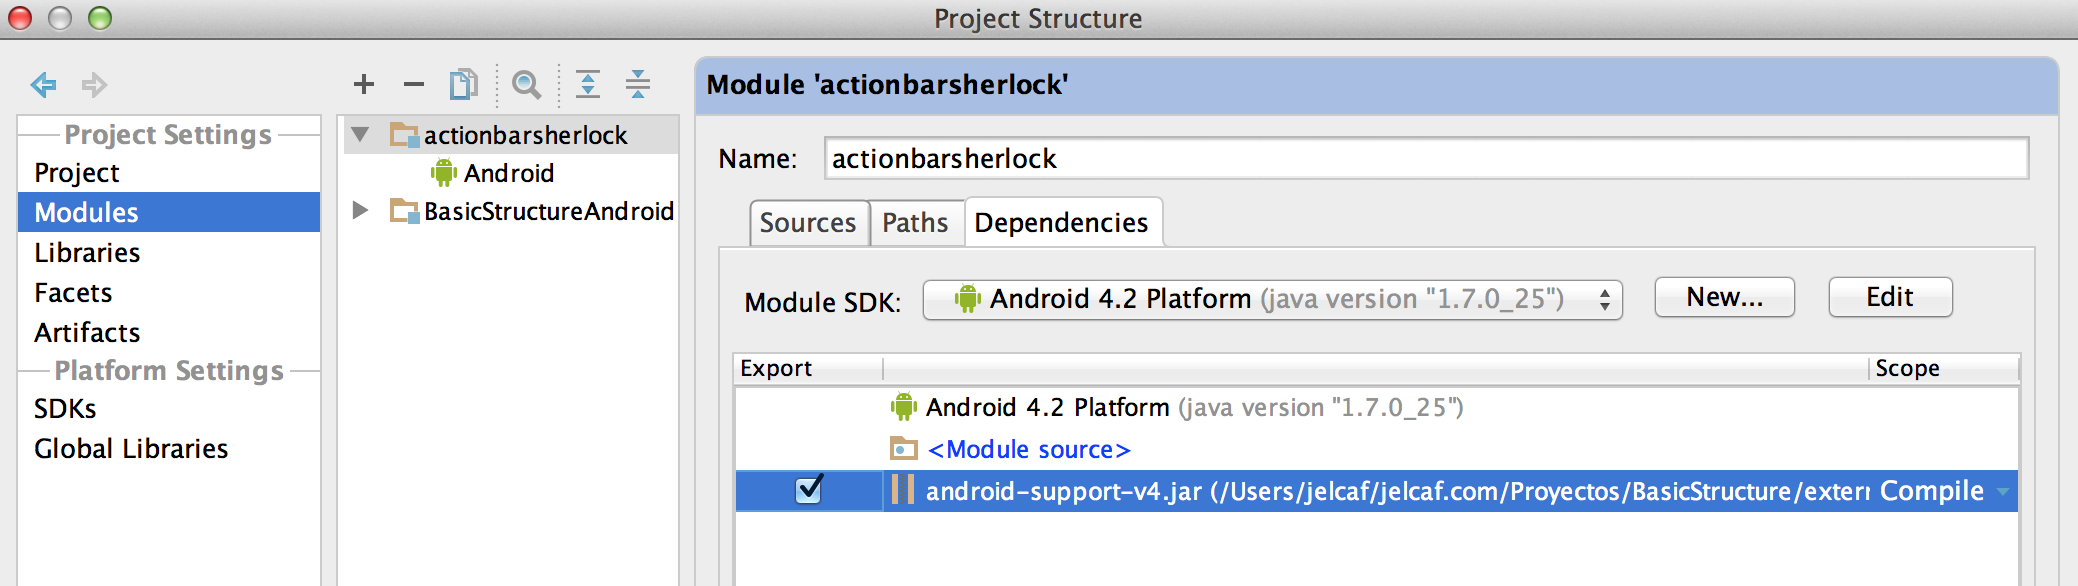 Project Structure
Project Settings
Project
Modules
Libraries
Facets
Artifacts
Platform Settings
SDKs
Global Libraries
actionbarsherlock
Android
BasicStructureAndroid
Module 'actionbarsherlock'
Name: actionbarsherlock
Sources Paths Dependencies
Module SDK: Android 4.2 Platform (java version "1.7.0_25") New... Edit
Export Scope
Android 4.2 Platform (java version "1.7.0_25")
<Module source>
android-support-v4.jar (/Users/jelcaf/jelcaf.com/Proyectos/BasicStructure/extern Compile